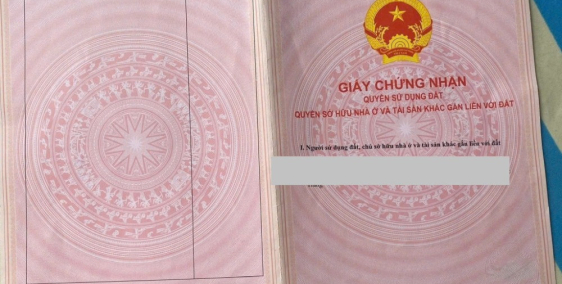 GIẤY CHỨNG NHẬN
QUYỀN SỬ DỤNG ĐẤT
QUYỀN SỞ HỮU NHÀ Ở VÀ TÀI SẢN KHÁC GẮN LIỀN VỚI ĐẤT
I. Người sử dụng đất, chủ sở hữu nhà ở và tài sản khác gắn liền với đất